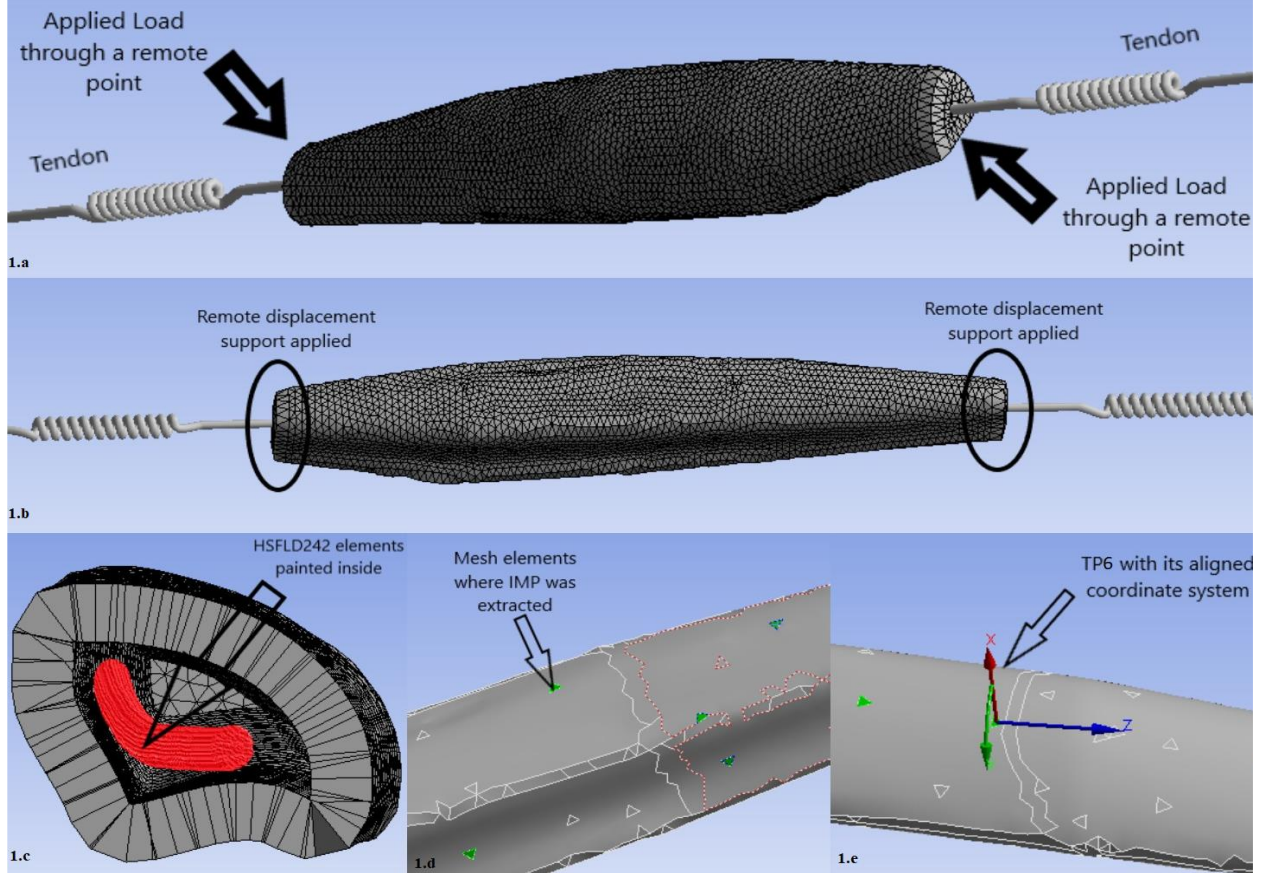 Applied Load
through a remote
point
Tendon
Tendon
Applied Load
through a remote
point
1.a
Remote displacement
support applied
Remote displacement
support applied
1.b
HSFLD242 elements
painted inside
1.c
Mesh elements
where IMP was
extracted
1.d
TP6 with its aligned
coordinate system
X
Z
1.e